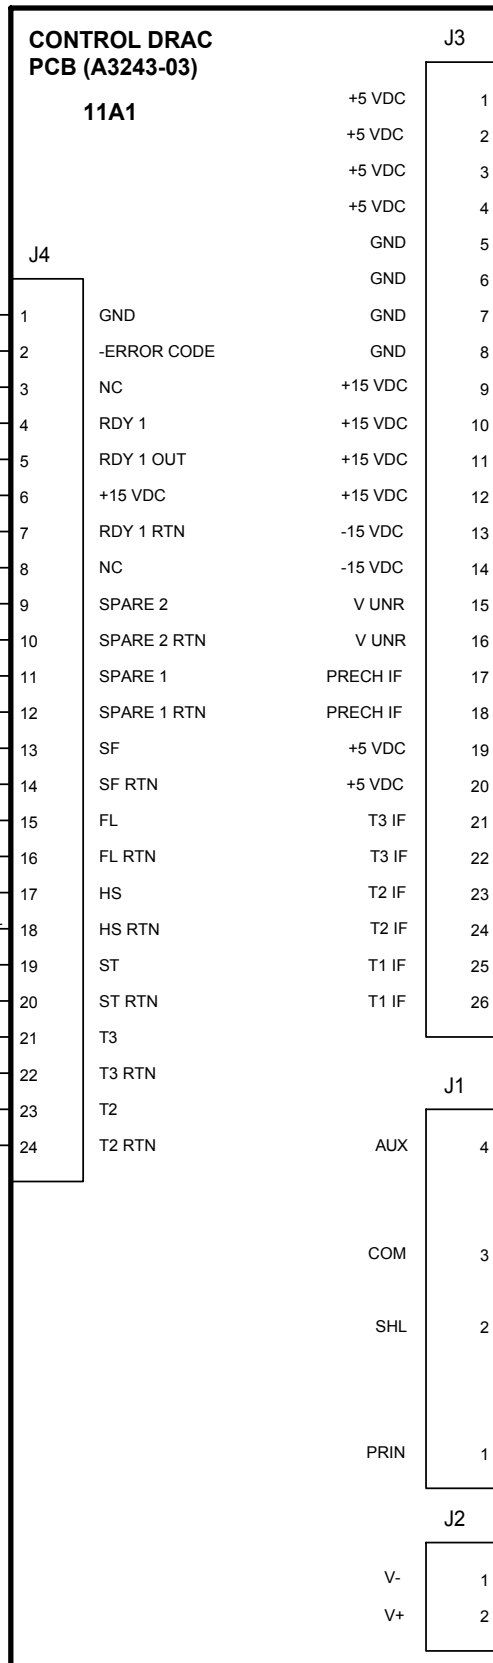 CONTROL DRAC
PCB (A3243-03)
11A1
J4
1 GND
2 -ERROR CODE
3 NC
4 RDY 1
5 RDY 1 OUT
6 +15 VDC
7 RDY 1 RTN
8 NC
9 SPARE 2
10 SPARE 2 RTN
11 SPARE 1
12 SPARE 1 RTN
13 SF
14 SF RTN
15 FL
16 FL RTN
17 HS
18 HS RTN
19 ST
20 ST RTN
21 T3
22 T3 RTN
23 T2
24 T2 RTN
J3
+5 VDC 1
+5 VDC 2
+5 VDC 3
+5 VDC 4
GND 5
GND 6
GND 7
GND 8
+15 VDC 9
+15 VDC 10
+15 VDC 11
+15 VDC 12
-15 VDC 13
-15 VDC 14
V UNR 15
V UNR 16
PRECH IF 17
PRECH IF 18
+5 VDC 19
+5 VDC 20
T3 IF 21
T3 IF 22
T2 IF 23
T2 IF 24
T1 IF 25
T1 IF 26
J1
AUX 4
COM 3
SHL 2
PRIN 1
J2
V- 1
V+ 2